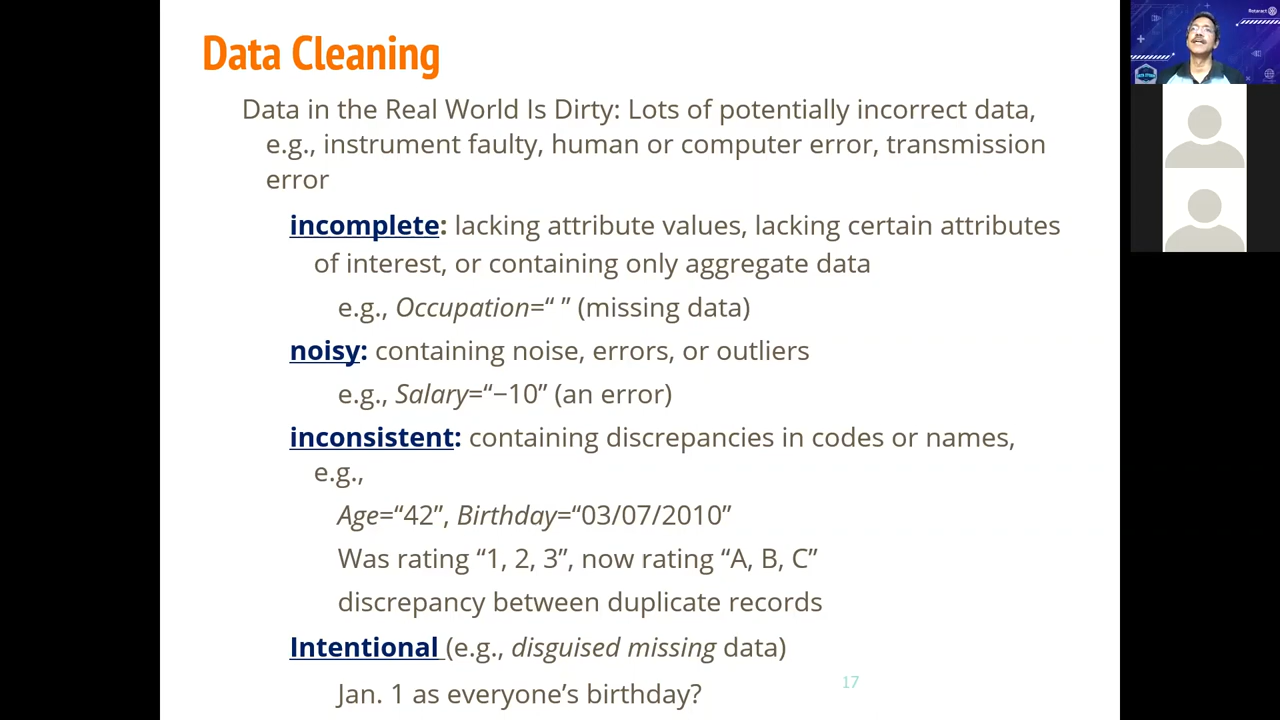 Data Cleaning
Data in the Real World Is Dirty: Lots of potentially incorrect data,
e.g., instrument faulty, human or computer error, transmission
error
incomplete: lacking attribute values, lacking certain attributes
of interest, or containing only aggregate data
e.g., Occupation=“ ” (missing data)
noisy: containing noise, errors, or outliers
e.g., Salary=“−10” (an error)
inconsistent: containing discrepancies in codes or names,
e.g.,
Age=“42”, Birthday=“03/07/2010”
Was rating “1, 2, 3”, now rating “A, B, C”
discrepancy between duplicate records
Intentional (e.g., disguised missing data)
Jan. 1 as everyone’s birthday?
17
Rotaract